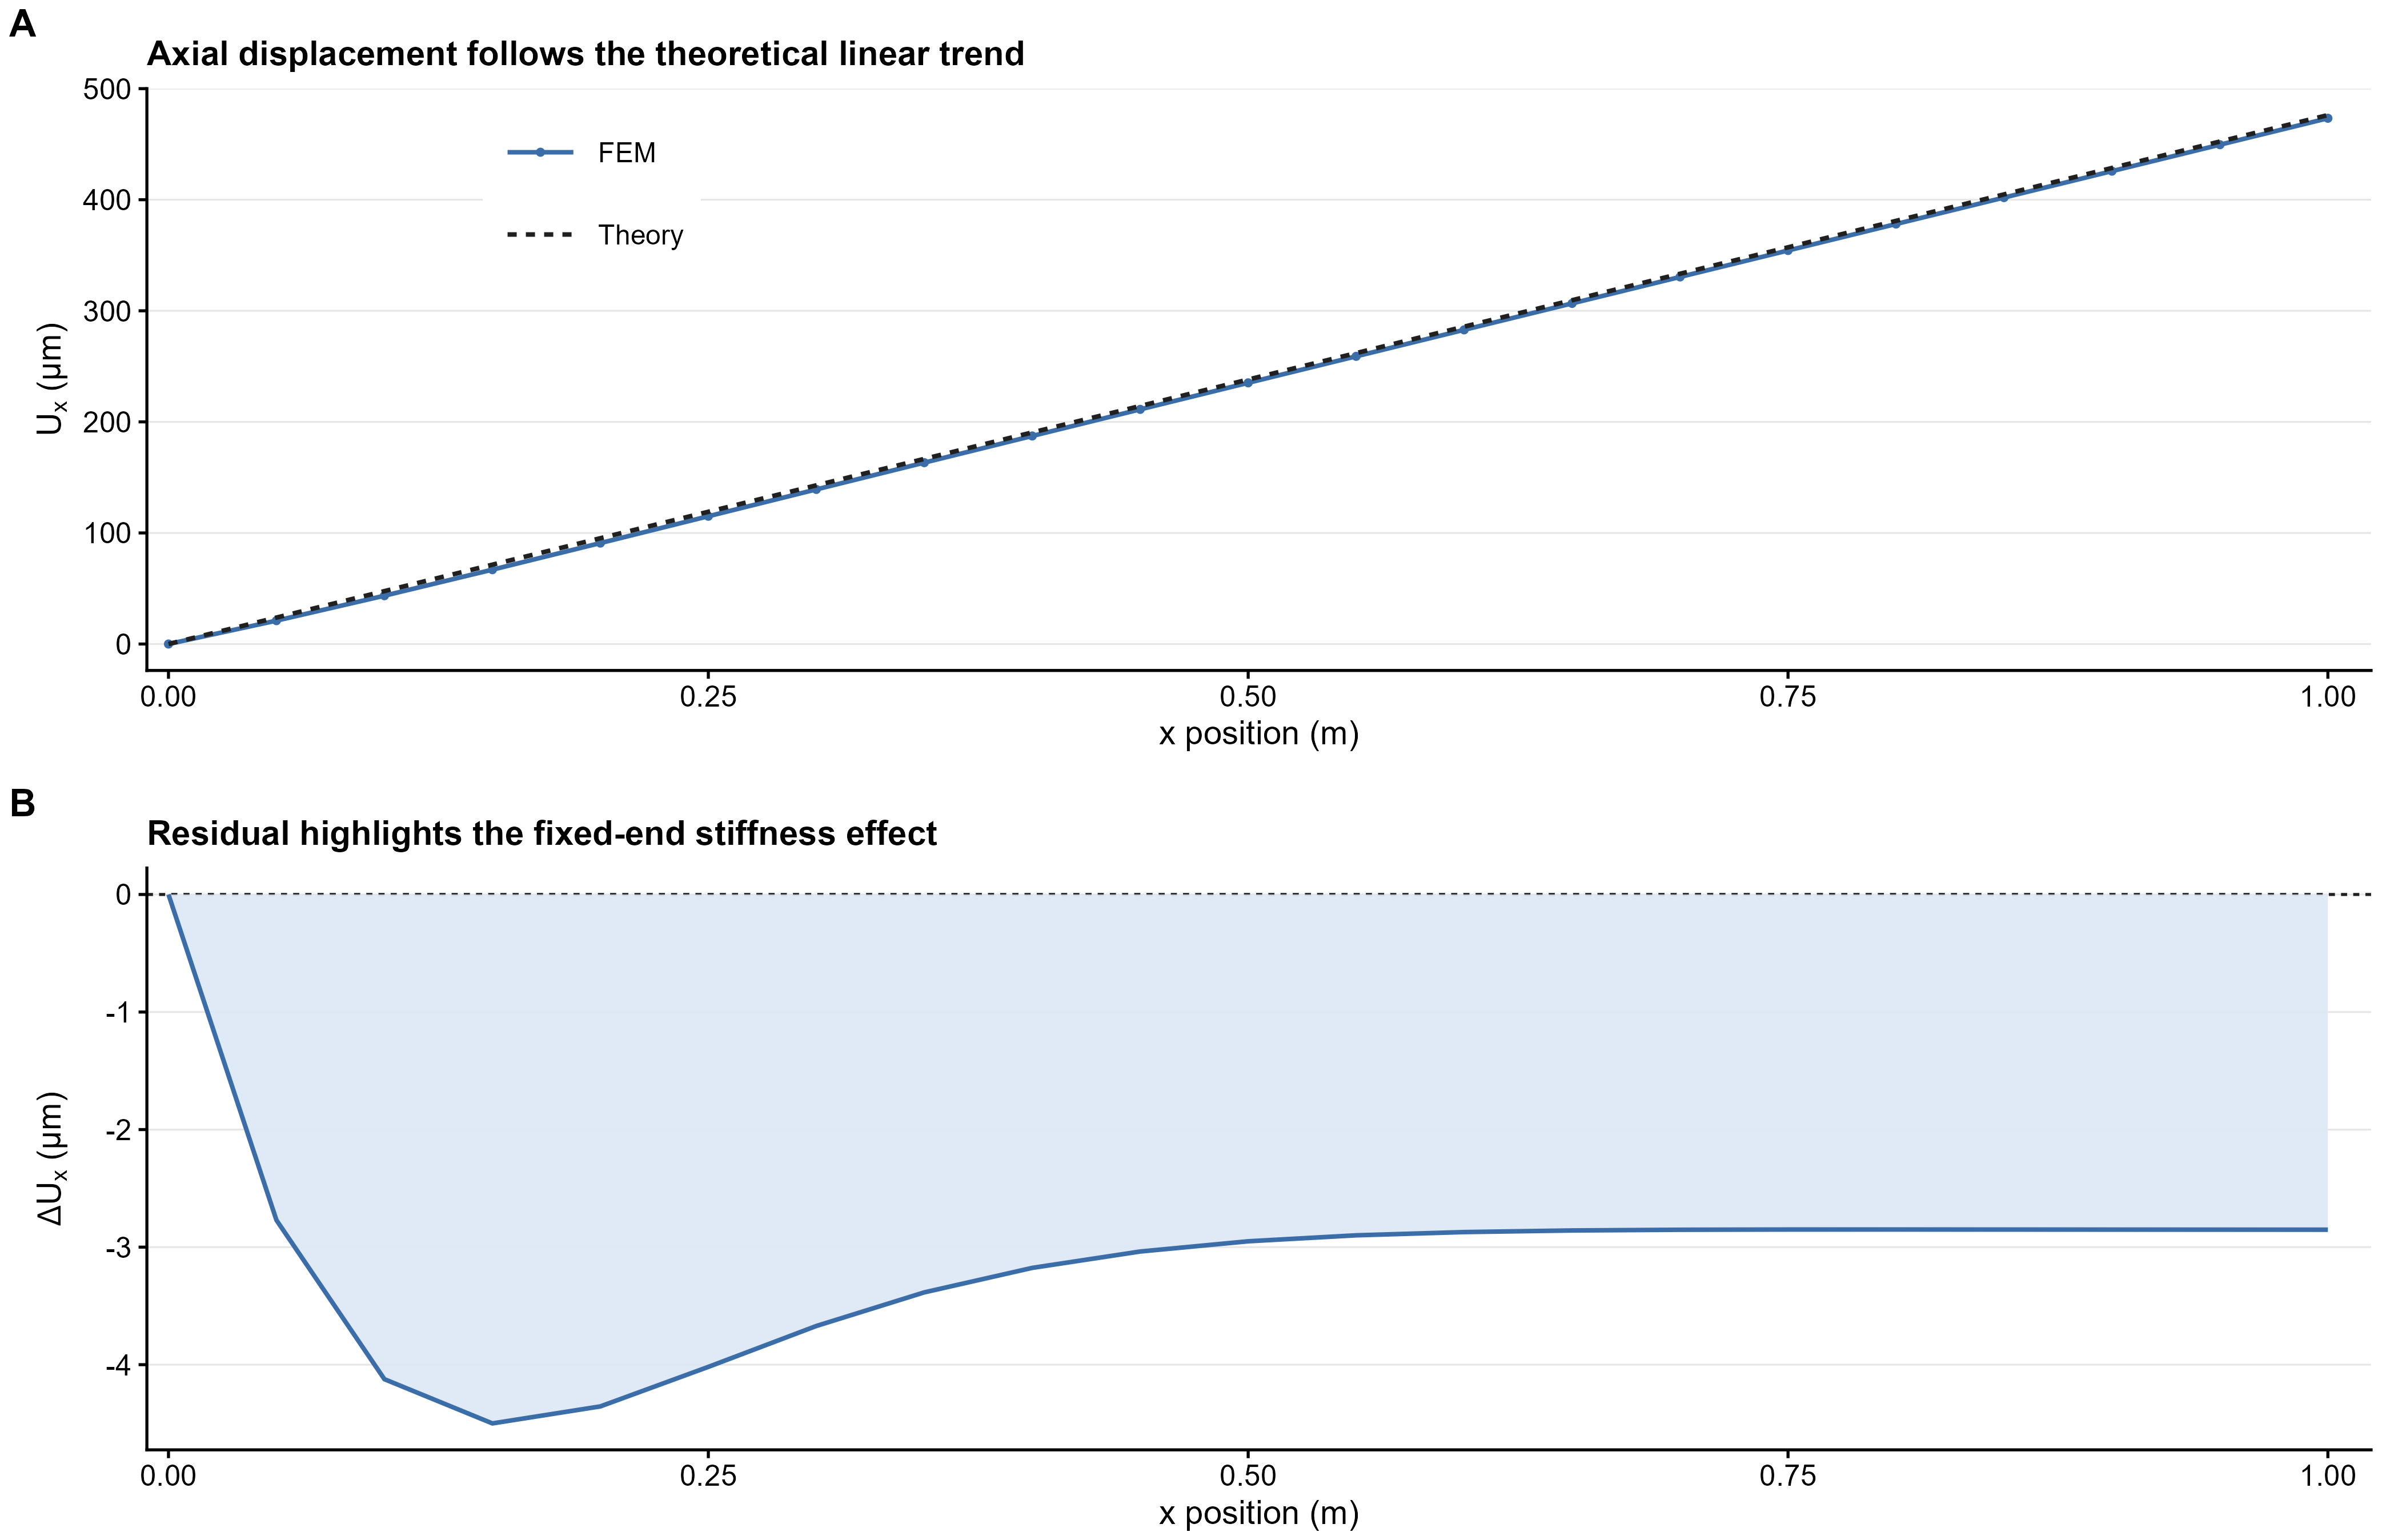 A
Axial displacement follows the theoretical linear trend
500
400
300
200
100
0
Uₓ (µm)
FEM
Theory
0.00 0.25 0.50 0.75 1.00
x position (m)
B
Residual highlights the fixed-end stiffness effect
0
-1
-2
-3
-4
ΔUₓ (µm)
0.00 0.25 0.50 0.75 1.00
x position (m)